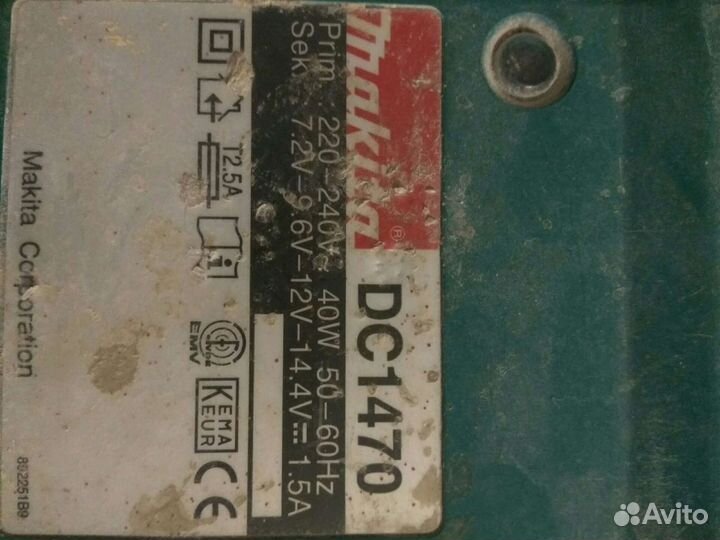 makita® DC1470
Prim. 220-240V~ 40W 50-60Hz
Sek. 7.2V-9.6V-12V-14.4V⎓ 1.5A
T2.5A
EMV
KEMA
KEUR
CE
Makita Corporation
802251B9
Avito